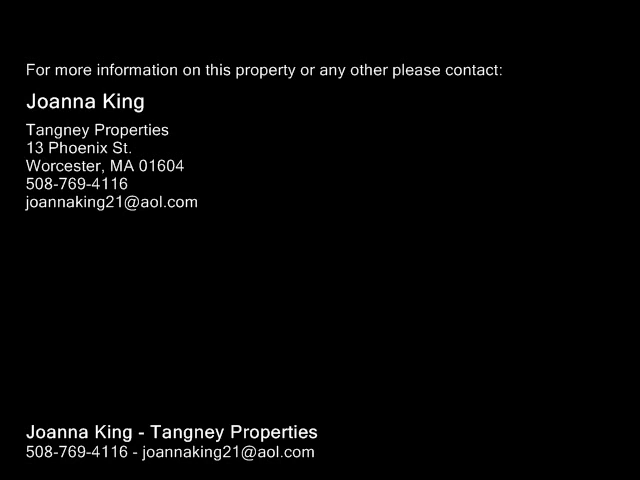 For more information on this property or any other please contact:
Joanna King
Tangney Properties
13 Phoenix St.
Worcester, MA 01604
508-769-4116
joannaking21@aol.com
Joanna King - Tangney Properties
508-769-4116 - joannaking21@aol.com